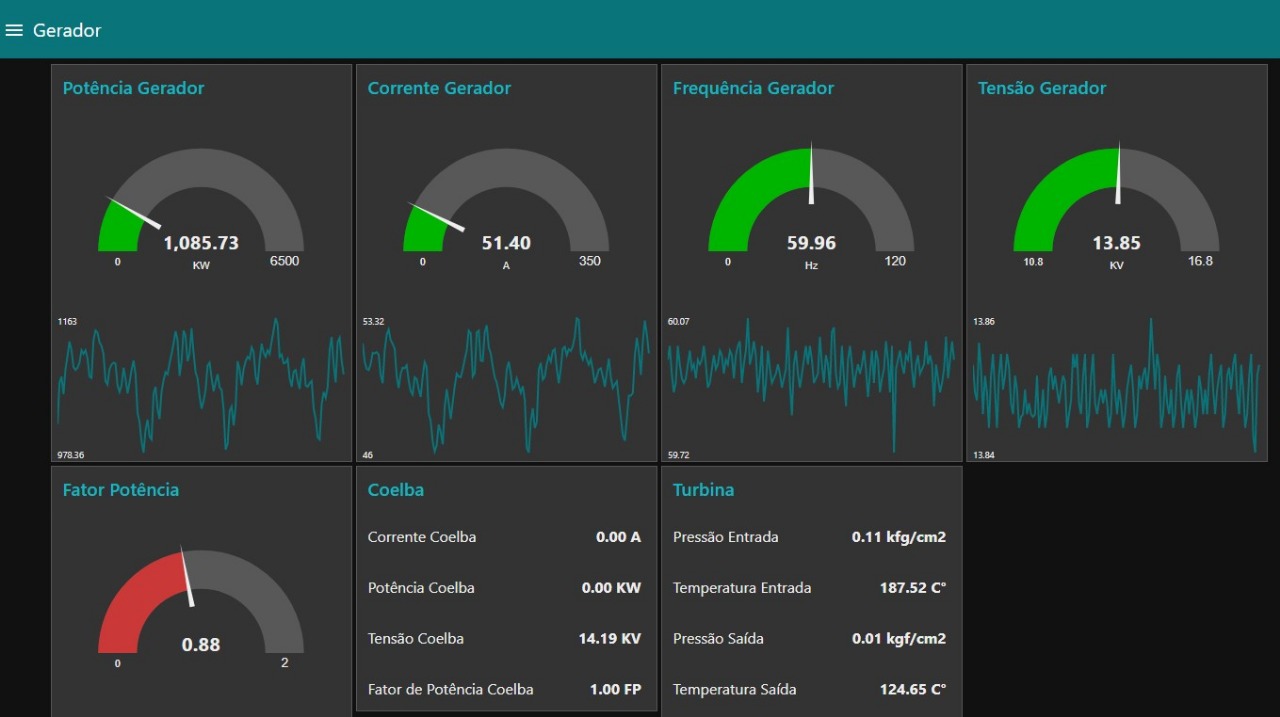 Gerador
Potência Gerador
1,085.73
KW
0
6500
1163
978.36
Corrente Gerador
51.40
A
0
350
53.32
46
Frequência Gerador
59.96
Hz
0
120
60.07
59.72
Tensão Gerador
13.85
KV
10.8
16.8
13.86
13.84
Fator Potência
0.88
0
2
Coelba
Corrente Coelba 0.00 A
Potência Coelba 0.00 KW
Tensão Coelba 14.19 KV
Fator de Potência Coelba 1.00 FP
Turbina
Pressão Entrada 0.11 kfg/cm2
Temperatura Entrada 187.52 C°
Pressão Saída 0.01 kgf/cm2
Temperatura Saída 124.65 C°